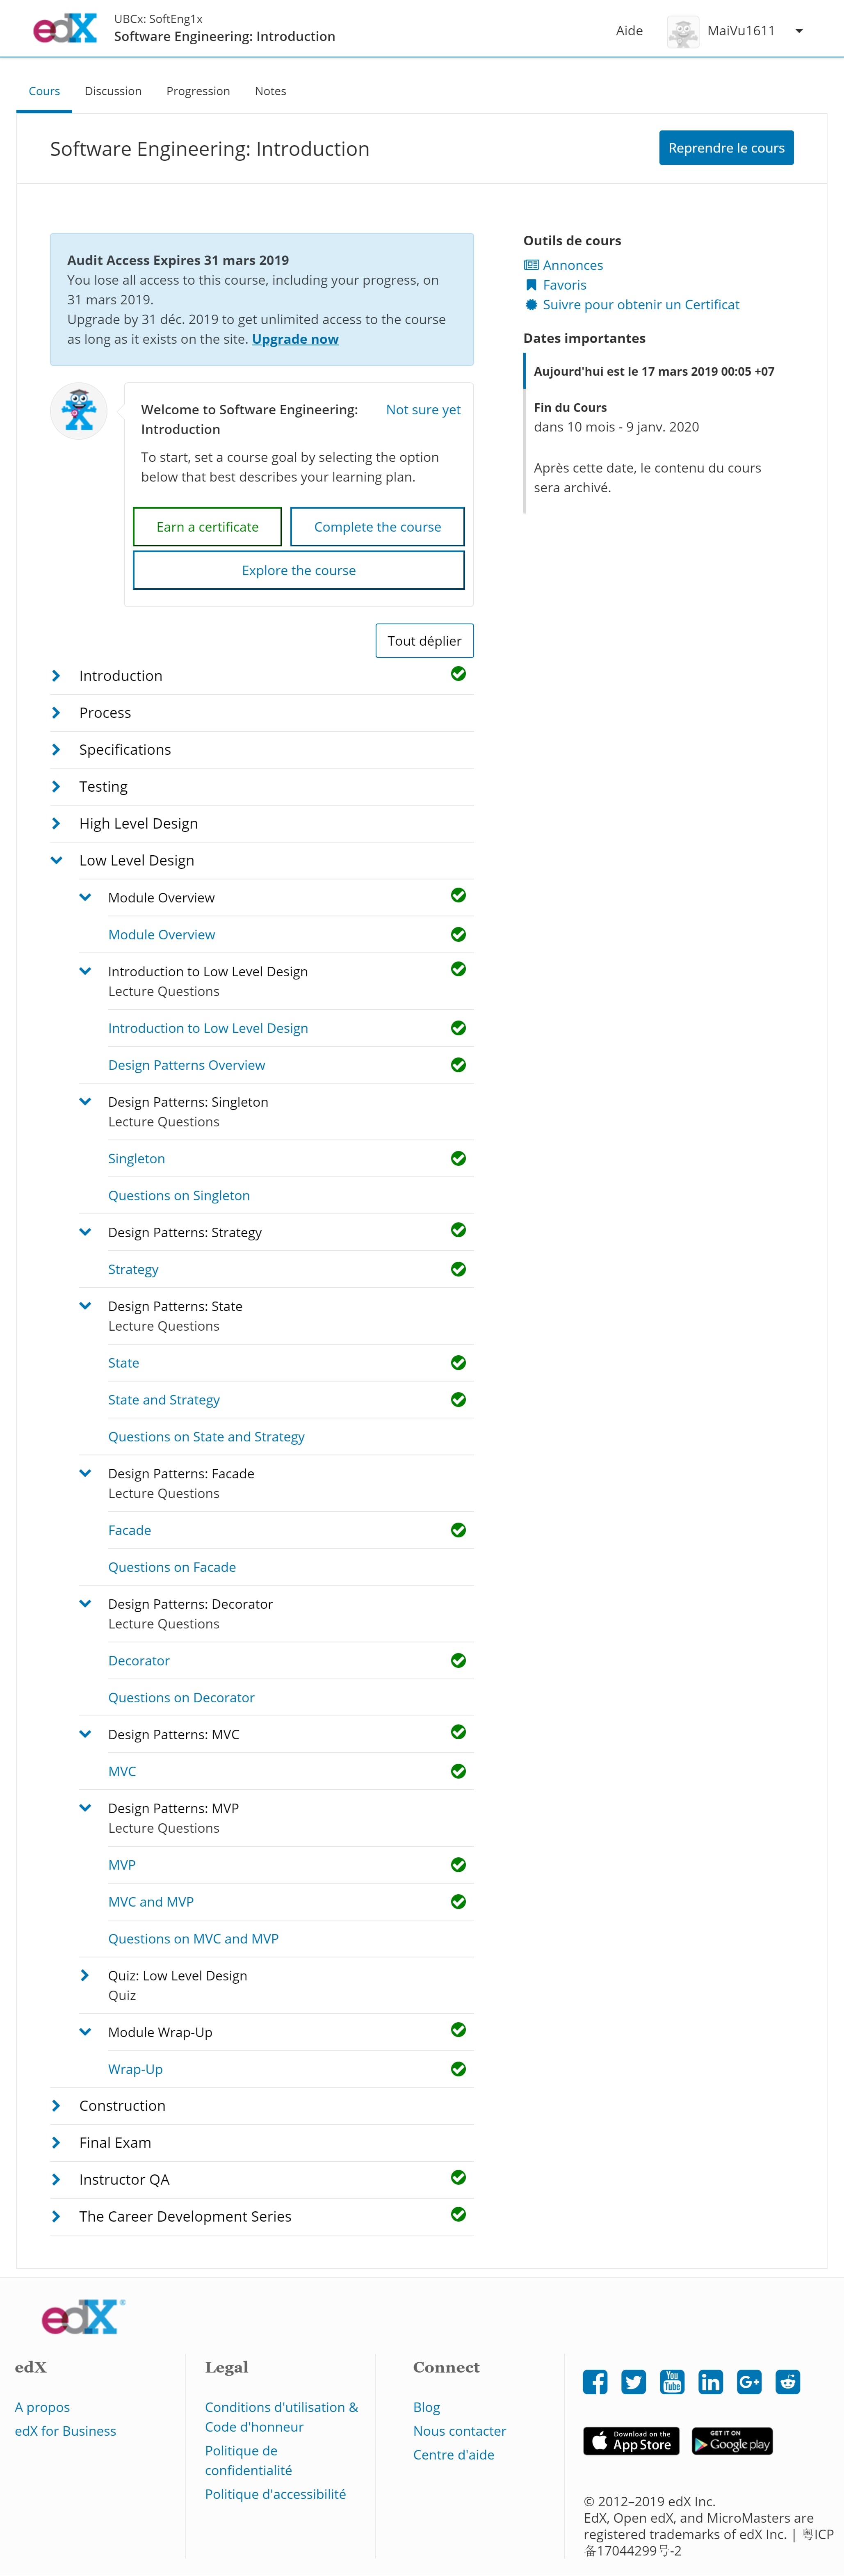 edX
UBCx: SoftEng1x
Software Engineering: Introduction
Aide
MaiVu1611
Cours
Discussion
Progression
Notes
Software Engineering: Introduction
Reprendre le cours
Audit Access Expires 31 mars 2019
You lose all access to this course, including your progress, on
31 mars 2019.
Upgrade by 31 déc. 2019 to get unlimited access to the course
as long as it exists on the site. Upgrade now
Welcome to Software Engineering:
Introduction
Not sure yet
To start, set a course goal by selecting the option
below that best describes your learning plan.
Earn a certificate
Complete the course
Explore the course
Outils de cours
Annonces
Favoris
Suivre pour obtenir un Certificat
Dates importantes
Aujourd'hui est le 17 mars 2019 00:05 +07
Fin du Cours
dans 10 mois - 9 janv. 2020
Après cette date, le contenu du cours
sera archivé.
Tout déplier
Introduction
Process
Specifications
Testing
High Level Design
Low Level Design
Module Overview
Module Overview
Introduction to Low Level Design
Lecture Questions
Introduction to Low Level Design
Design Patterns Overview
Design Patterns: Singleton
Lecture Questions
Singleton
Questions on Singleton
Design Patterns: Strategy
Strategy
Design Patterns: State
Lecture Questions
State
State and Strategy
Questions on State and Strategy
Design Patterns: Facade
Lecture Questions
Facade
Questions on Facade
Design Patterns: Decorator
Lecture Questions
Decorator
Questions on Decorator
Design Patterns: MVC
MVC
Design Patterns: MVP
Lecture Questions
MVP
MVC and MVP
Questions on MVC and MVP
Quiz: Low Level Design
Quiz
Module Wrap-Up
Wrap-Up
Construction
Final Exam
Instructor QA
The Career Development Series
edX
edX
A propos
edX for Business
Legal
Conditions d'utilisation &
Code d'honneur
Politique de
confidentialité
Politique d'accessibilité
Connect
Blog
Nous contacter
Centre d'aide
You
Tube
in
G+
Download on the
App Store
GET IT ON
Google play
© 2012–2019 edX Inc.
EdX, Open edX, and MicroMasters are
registered trademarks of edX Inc. | 粤ICP
备17044299号-2